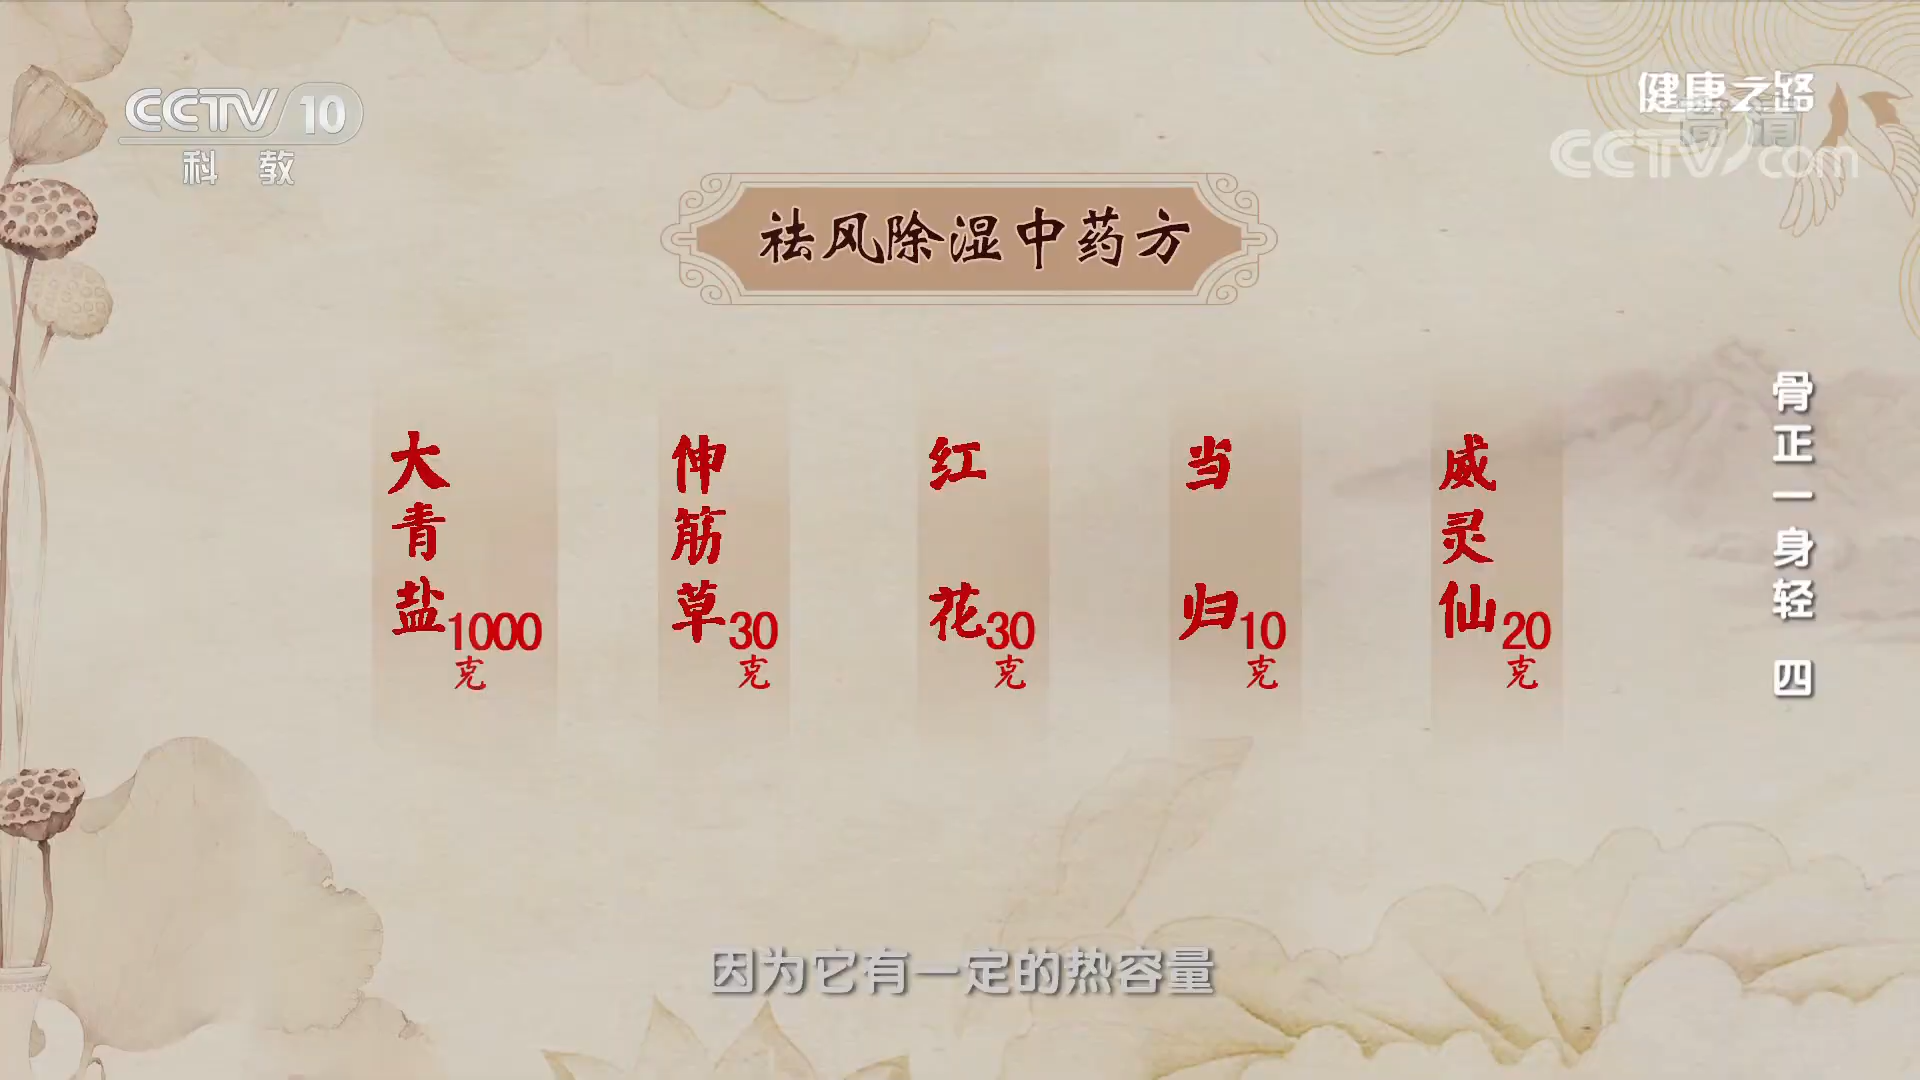 CCTV 10
科 教
健康之路
高清
CCTV.com
祛风除湿中药方
大青盐1000克
伸筋草30克
红花30克
当归10克
威灵仙20克
骨正一身轻 四
因为它有一定的热容量